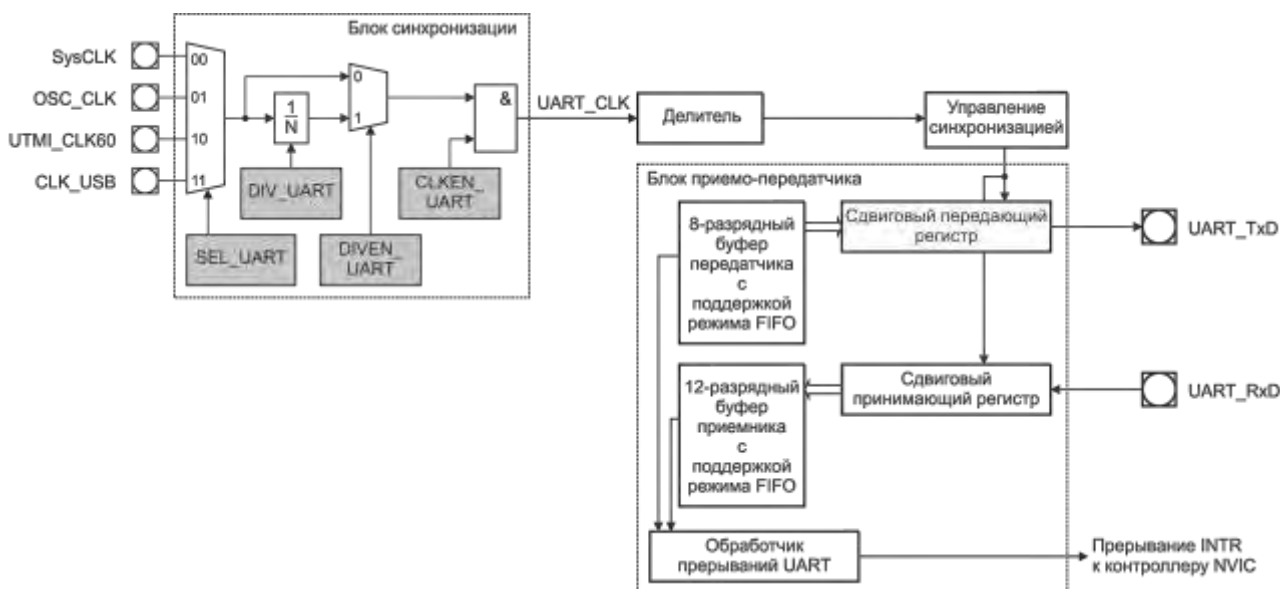 Блок синхронизации
SysCLK
OSC_CLK
UTMI_CLK60
CLK_USB
00
01
10
11
1
N
0
1
&
DIV_UART
CLKEN_
UART
SEL_UART
DIVEN_
UART
UART_CLK
Делитель
Управление
синхронизацией
Блок приемо-передатчика
8-разрядный
буфер
передатчика
с
поддержкой
режима FIFO
Сдвиговый передающий
регистр
UART_TxD
12-разрядный
буфер
приемника
с
поддержкой
режима FIFO
Сдвиговый
принимающий регистр
UART_RxD
Обработчик
прерываний UART
Прерывание INTR
к контроллеру NVIC